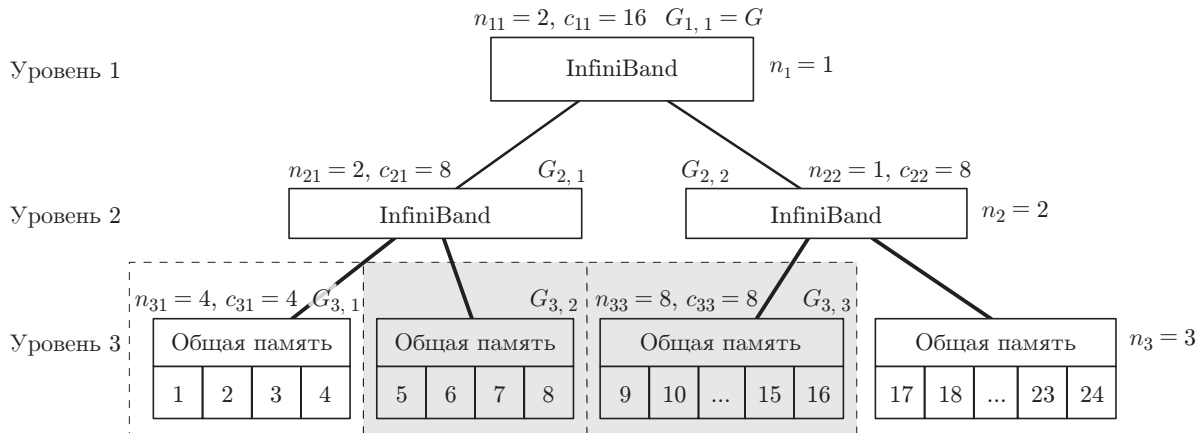 n₁₁ = 2, c₁₁ = 16 G₁, ₁ = G
Уровень 1
InfiniBand
n₁ = 1
n₂₁ = 2, c₂₁ = 8
G₂, ₁
G₂, ₂
n₂₂ = 1, c₂₂ = 8
Уровень 2
InfiniBand
InfiniBand
n₂ = 2
n₃₁ = 4, c₃₁ = 4
G₃, ₁
G₃, ₂
n₃₃ = 8, c₃₃ = 8
G₃, ₃
Уровень 3
Общая память
Общая память
Общая память
Общая память
n₃ = 3
1 2 3 4
5 6 7 8
9 10 ... 15 16
17 18 ... 23 24